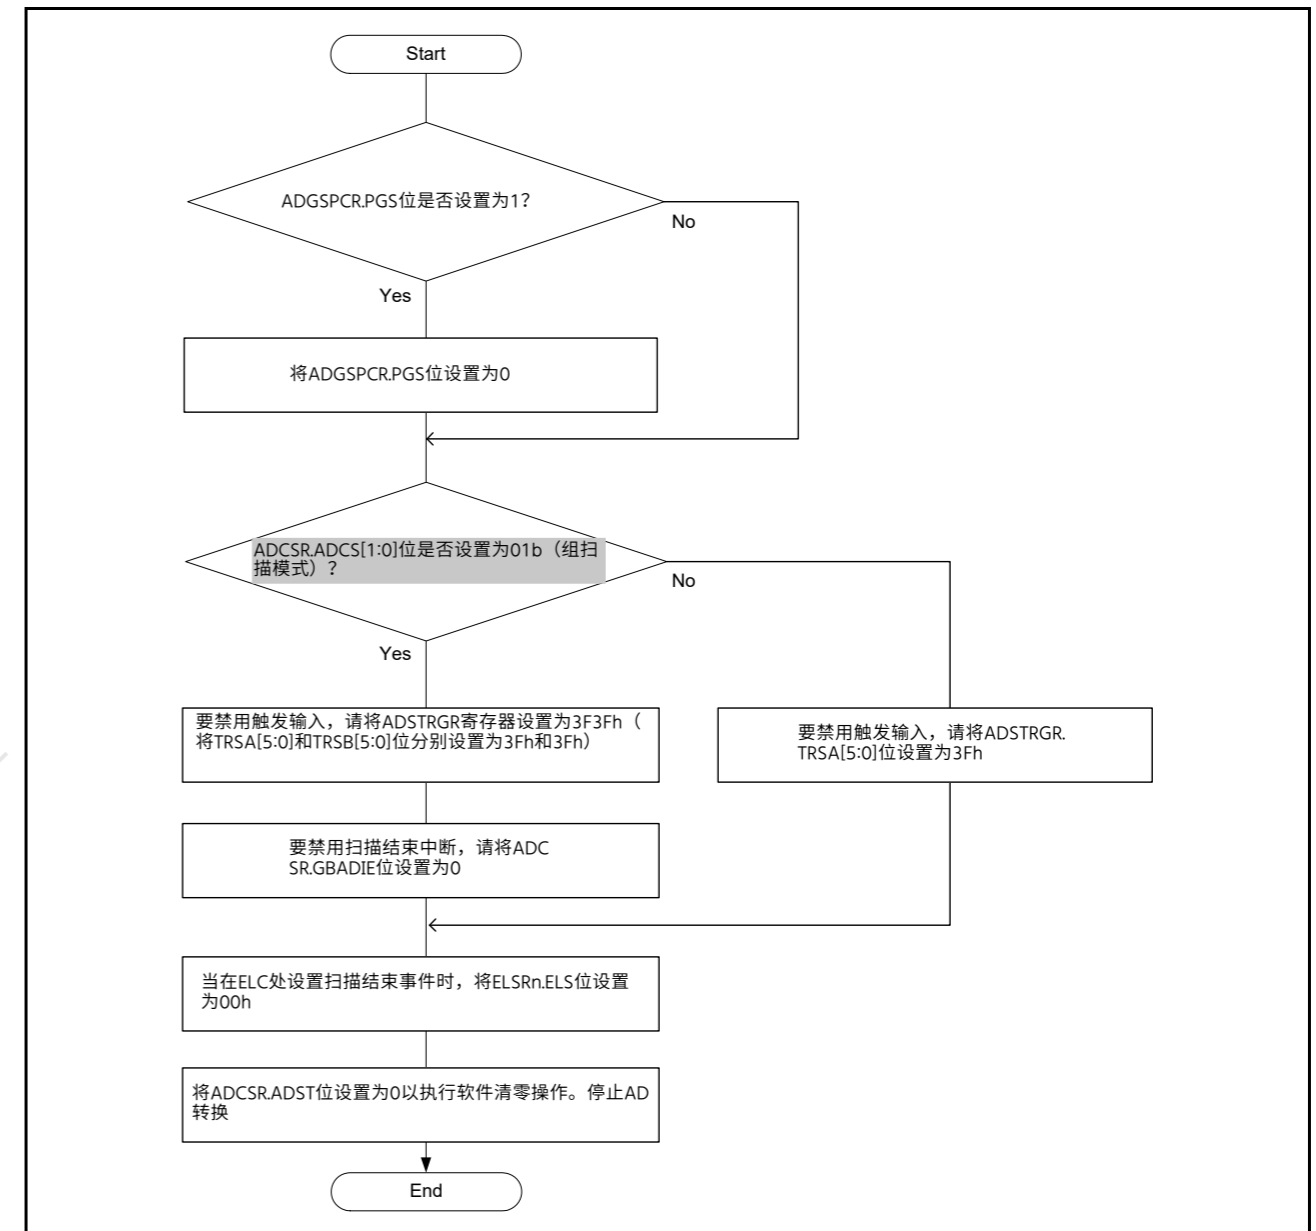 Start
ADGSPCR.PGS位是否设置为1？
No
Yes
将ADGSPCR.PGS位设置为0
ADCSR.ADCS[1:0]位是否设置为01b（组扫
描模式）？
No
Yes
要禁用触发输入，请将ADSTRGR寄存器设置为3F3Fh（
将TRSA[5:0]和TRSB[5:0]位分别设置为3Fh和3Fh）
要禁用触发输入，请将ADSTRGR.
TRSA[5:0]位设置为3Fh
要禁用扫描结束中断，请将ADC
SR.GBADIE位设置为0
当在ELC处设置扫描结束事件时，将ELSRn.ELS位设置
为00h
将ADCSR.ADST位设置为0以执行软件清零操作。停止AD
转换
End